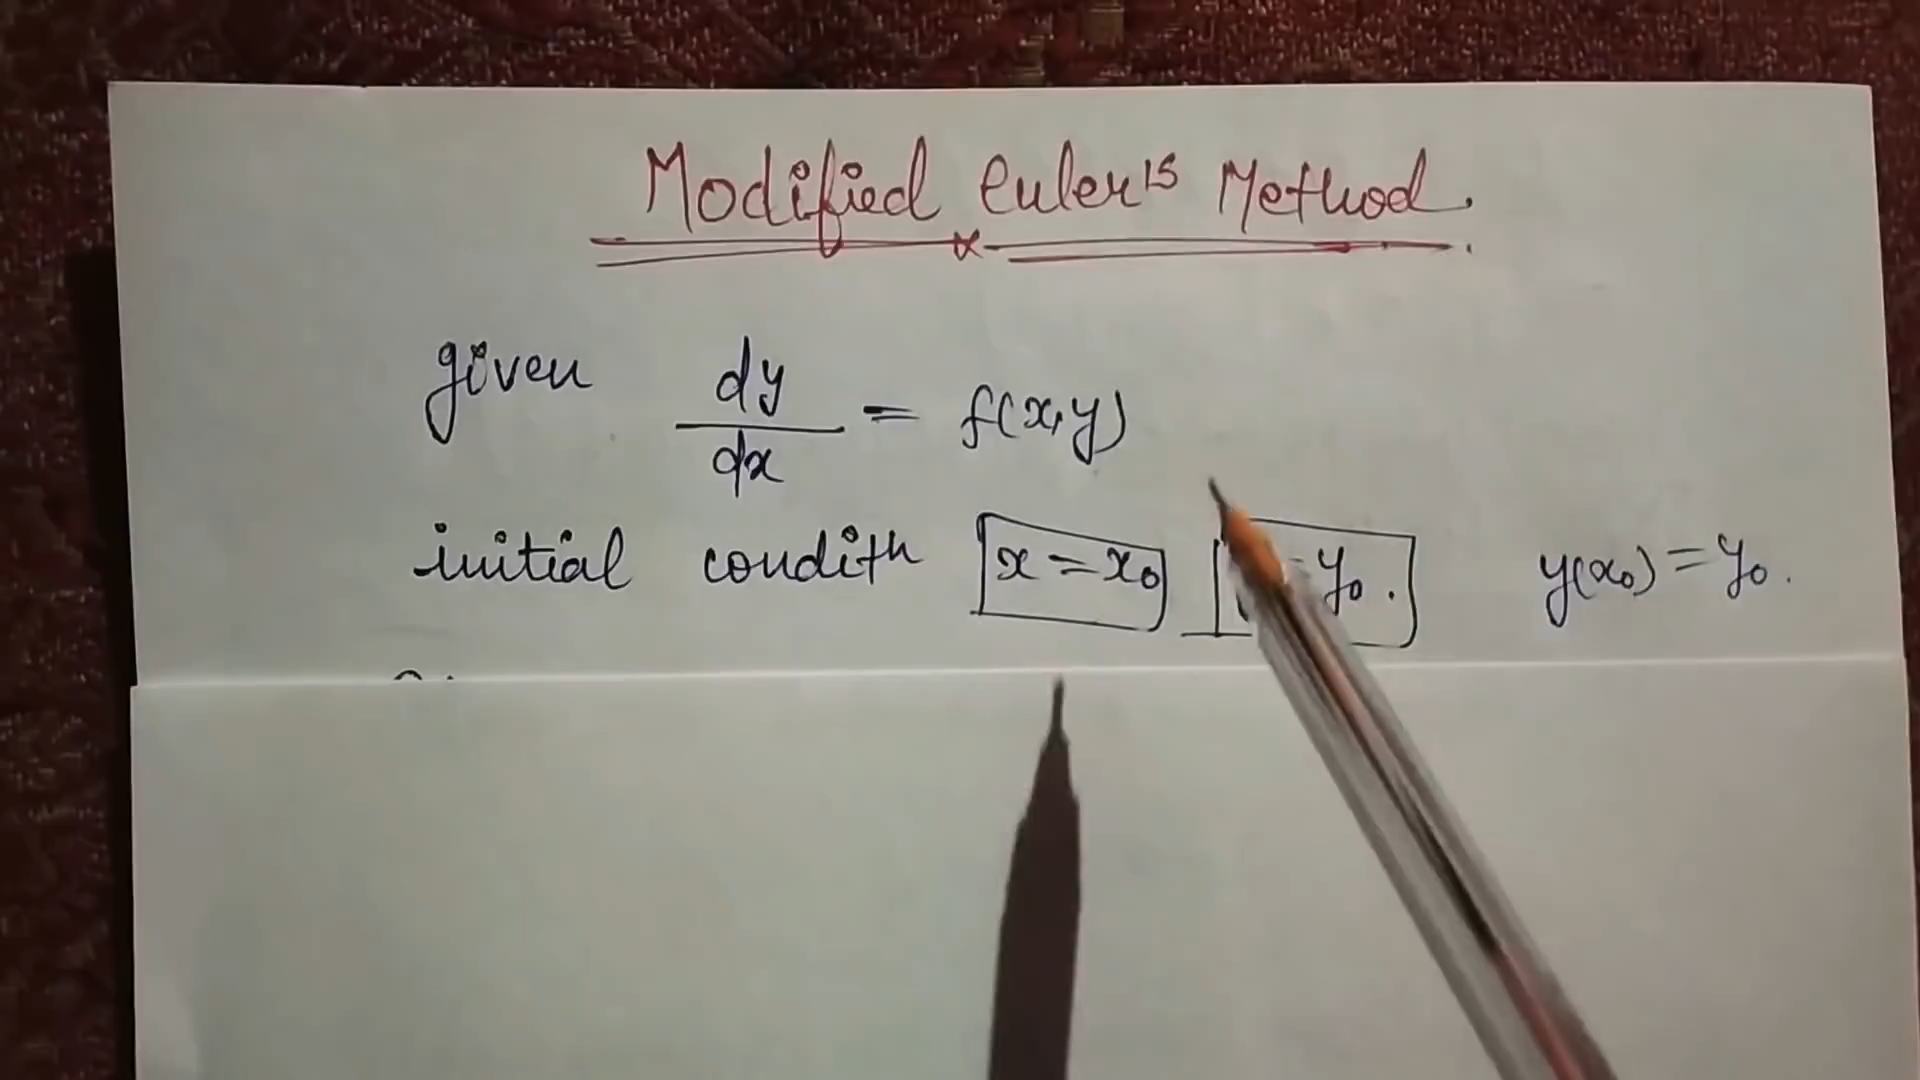 Modified Euler's Method.
given dy/dx = f(x,y)
initial condith x = x₀ y₀. y(x₀) = y₀.